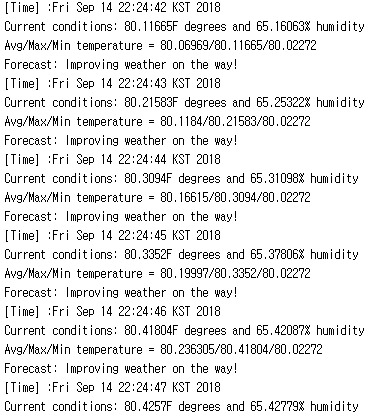 [Time] :Fri Sep 14 22:24:42 KST 2018
Current conditions: 80.11665F degrees and 65.16063% humidity
Avg/Max/Min temperature = 80.06969/80.11665/80.02272
Forecast: Improving weather on the way!
[Time] :Fri Sep 14 22:24:43 KST 2018
Current conditions: 80.21583F degrees and 65.25322% humidity
Avg/Max/Min temperature = 80.1184/80.21583/80.02272
Forecast: Improving weather on the way!
[Time] :Fri Sep 14 22:24:44 KST 2018
Current conditions: 80.3094F degrees and 65.31098% humidity
Avg/Max/Min temperature = 80.16615/80.3094/80.02272
Forecast: Improving weather on the way!
[Time] :Fri Sep 14 22:24:45 KST 2018
Current conditions: 80.3352F degrees and 65.37806% humidity
Avg/Max/Min temperature = 80.19997/80.3352/80.02272
Forecast: Improving weather on the way!
[Time] :Fri Sep 14 22:24:46 KST 2018
Current conditions: 80.41804F degrees and 65.42087% humidity
Avg/Max/Min temperature = 80.236305/80.41804/80.02272
Forecast: Improving weather on the way!
[Time] :Fri Sep 14 22:24:47 KST 2018
Current conditions: 80.4257F degrees and 65.42779% humidity